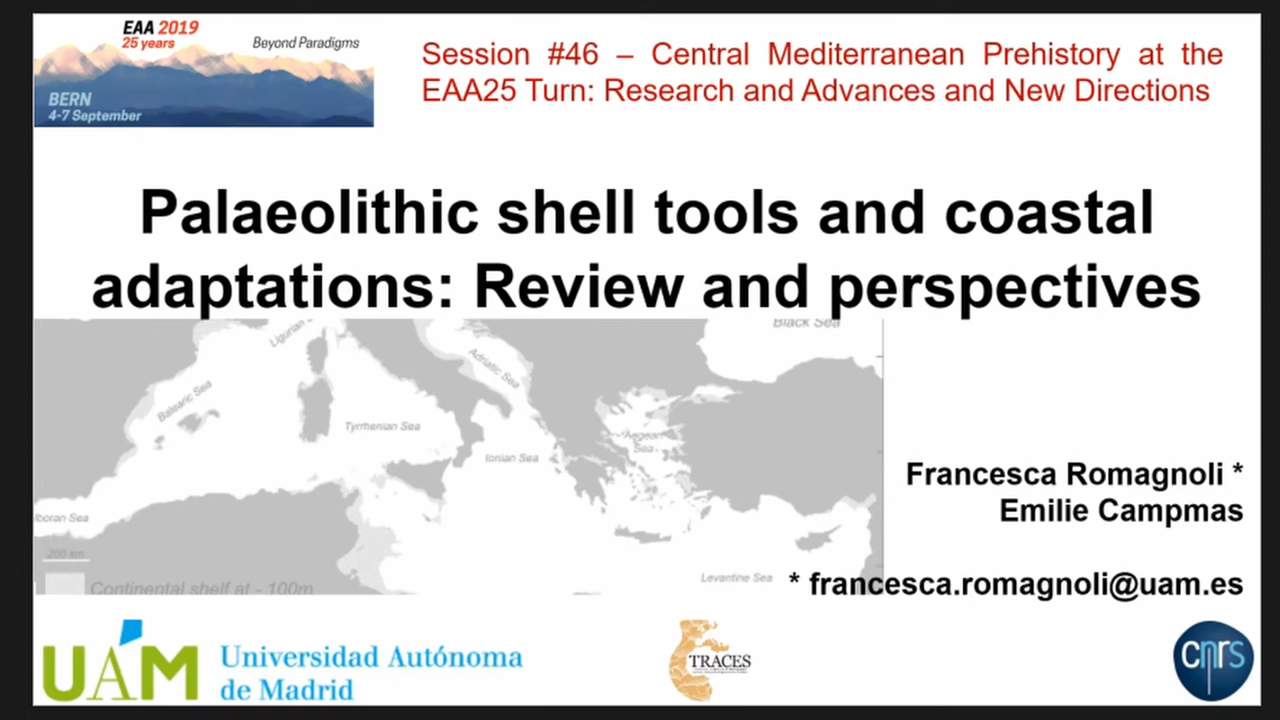 EAA 2019
25 years
Beyond Paradigms
BERN
4-7 September
Session #46 – Central Mediterranean Prehistory at the
EAA25 Turn: Research and Advances and New Directions
Palaeolithic shell tools and coastal
adaptations: Review and perspectives
Ligurian
Black Sea
Adriatic Sea
Balearic Sea
Tyrrhenian Sea
Aegean
Sea
Ionian Sea
Francesca Romagnoli *
Emilie Campmas
lboran Sea
200 km
Levantine Sea
Continental shelf at - 100m
* francesca.romagnoli@uam.es
UAM
Universidad Autónoma
de Madrid
TRACES
cnrs